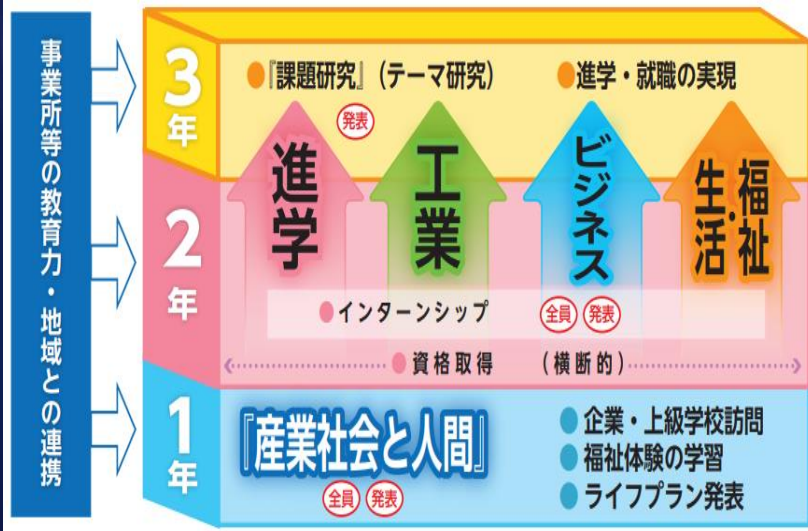 事業所等の教育力・地域との連携
3年
●『課題研究』(テーマ研究)
発表
●進学・就職の実現
進学
工業
ビジネス
福祉・生活
2年
●インターンシップ 全員 発表
●資格取得 (横断的)
1年
『産業社会と人間』
全員 発表
●企業・上級学校訪問
●福祉体験の学習
●ライフプラン発表